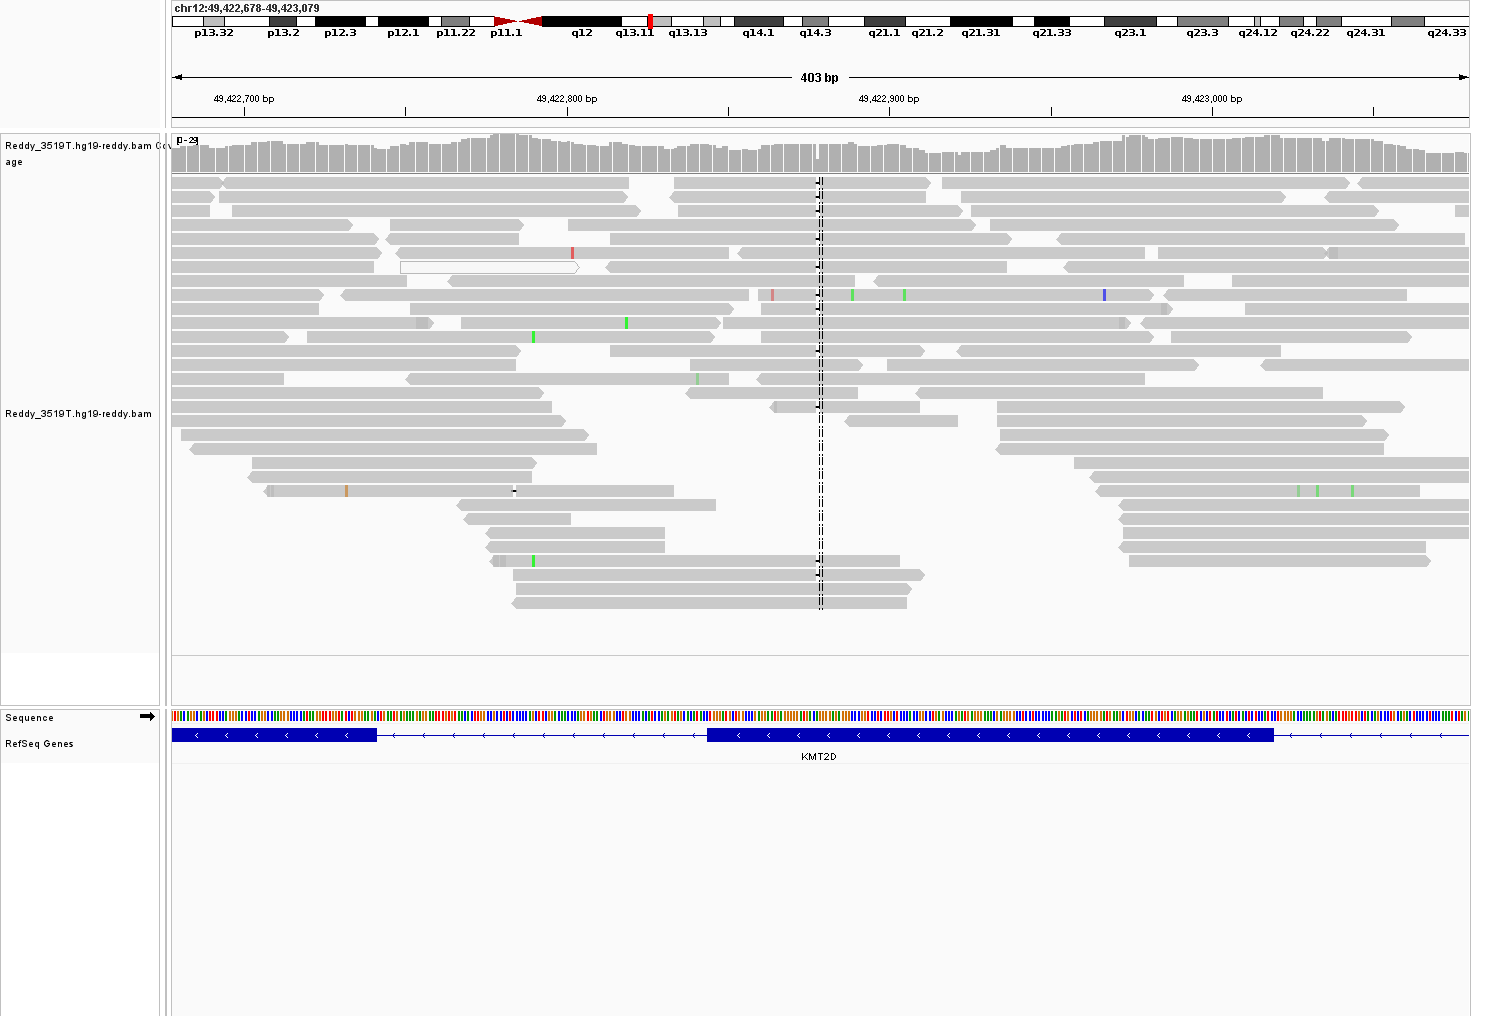 chr12:49,422,678-49,423,079
p13.32 p13.2 p12.3 p12.1 p11.22 p11.1 q12 q13.11 q13.13 q14.1 q14.3 q21.1 q21.2 q21.31 q21.33 q23.1 q23.3 q24.12 q24.22 q24.31 q24.33
403 bp
49,422,700 bp 49,422,800 bp 49,422,900 bp 49,423,000 bp
Reddy_3519T.hg19-reddy.bam Cov
age
[0-29]
Reddy_3519T.hg19-reddy.bam
Sequence
RefSeq Genes
KMT2D